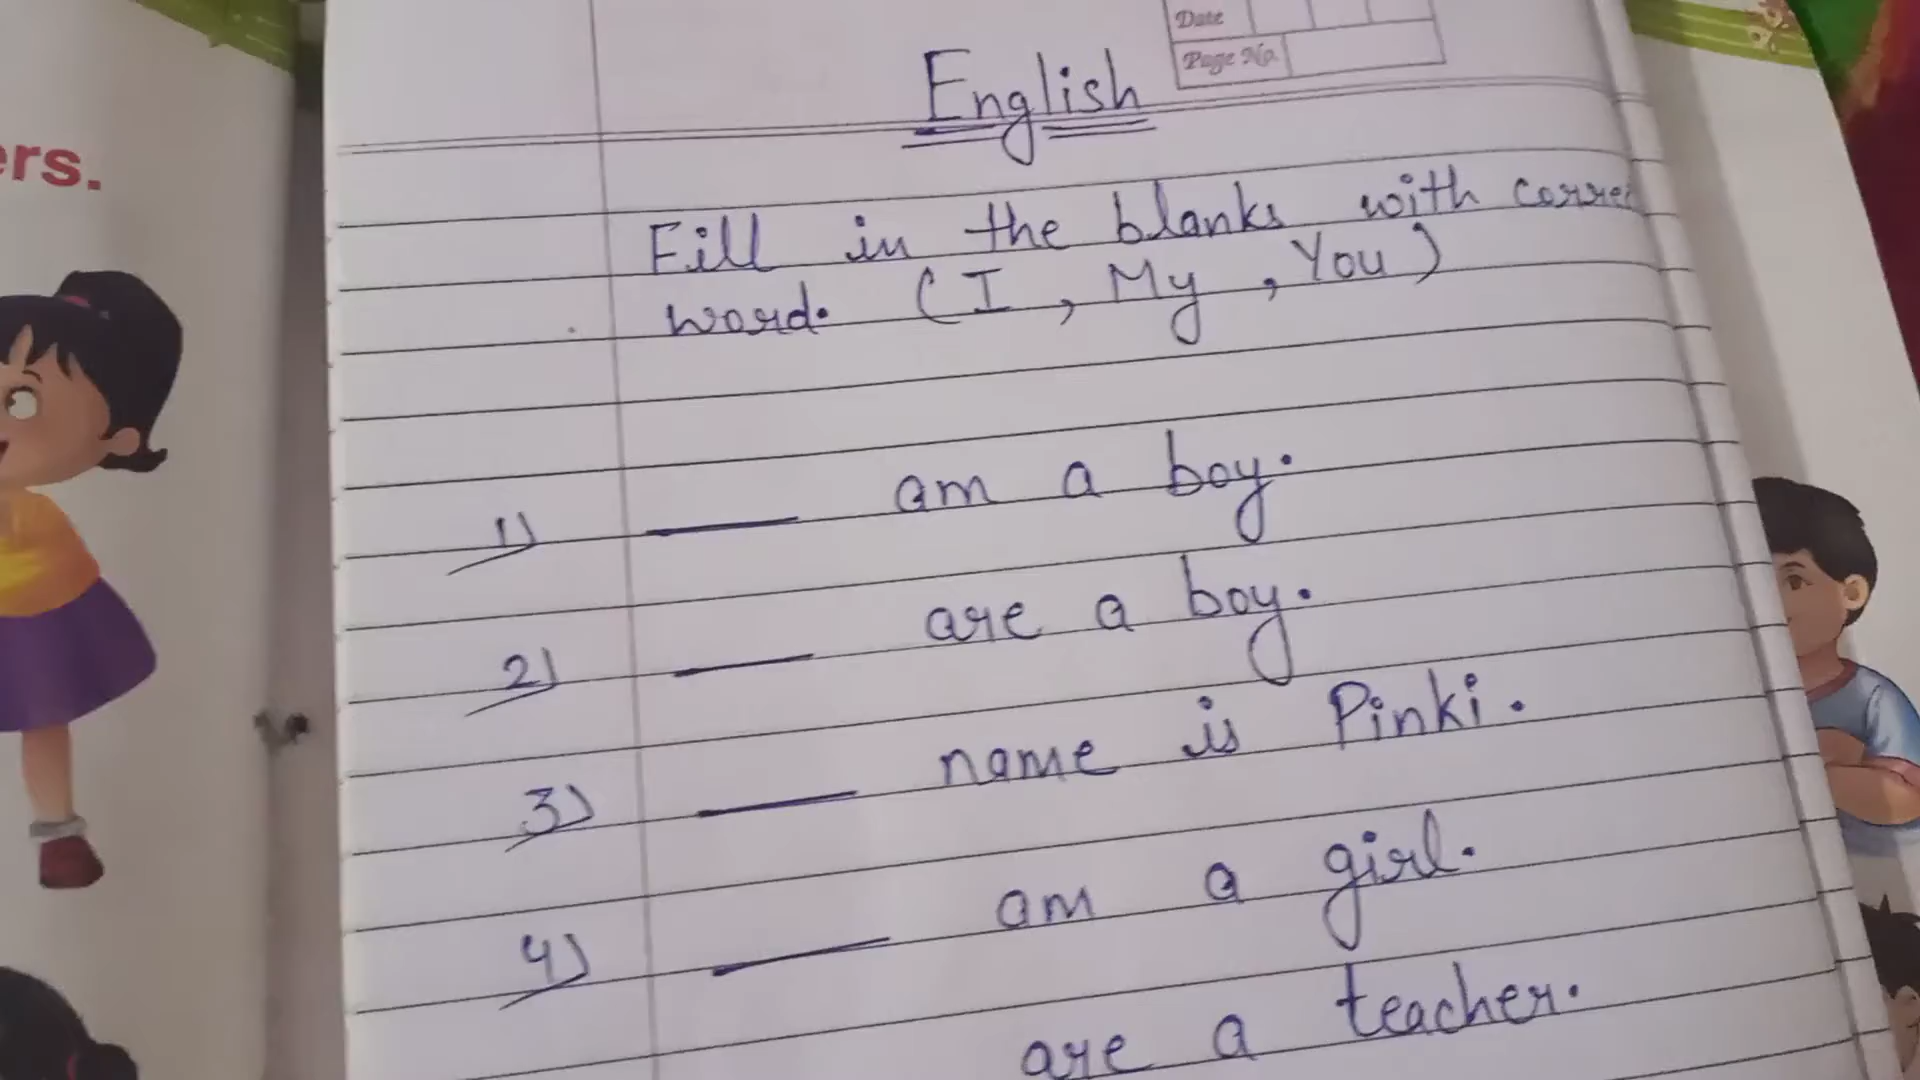 ers.
Date
Page No.
English
Fill in the blanks with
word. (I, My, You)
1) ____ am a boy.
2) ____ are a boy.
3) ____ name is Pinki.
4) ____ am a girl.
are a teacher.